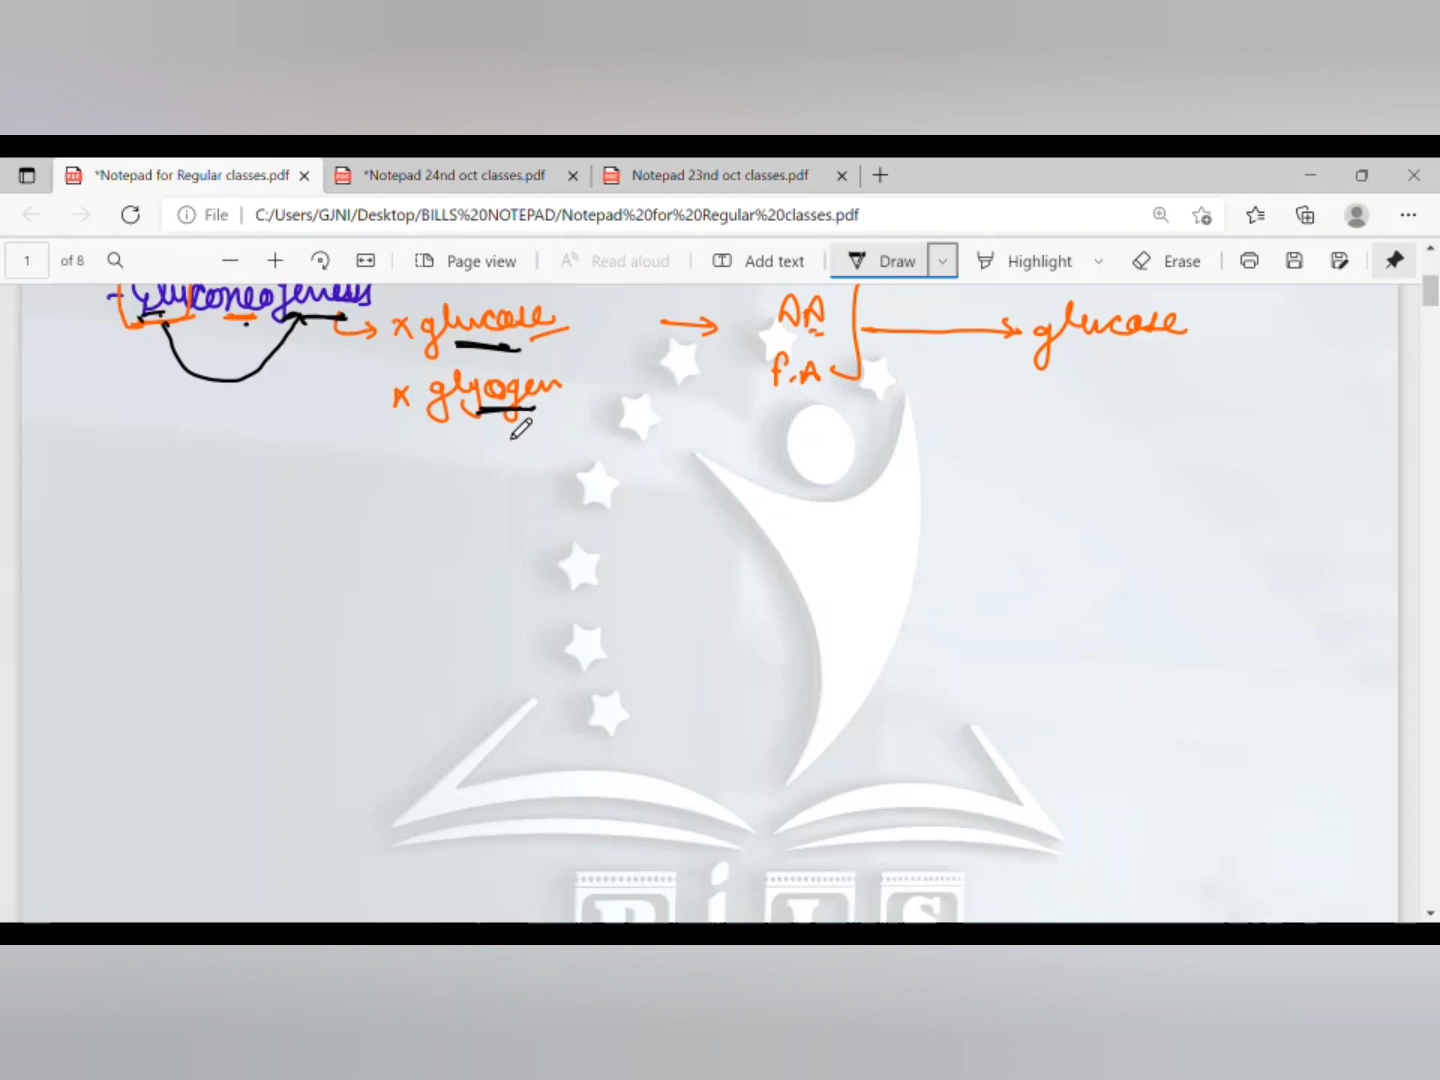 *Notepad for Regular classes.pdf *Notepad 24nd oct classes.pdf Notepad 23nd oct classes.pdf
File C:/Users/GJNI/Desktop/BILLS%20NOTEPAD/Notepad%20for%20Regular%20classes.pdf
1 of 8 Page view Read aloud Add text Draw Highlight Erase
Gluconeogenesis
x glucose → AA → glucose
x glyogen F.A
BiLS